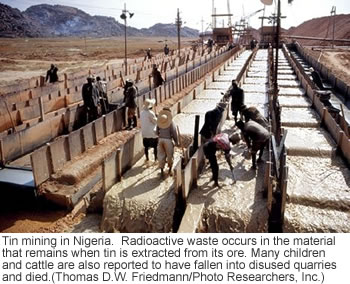 Tin mining in Nigeria.  Radioactive waste occurs in the material
that remains when tin is extracted from its ore. Many children
and cattle are also reported to have fallen into disused quarries
and died.(Thomas D.W. Friedmann/Photo Researchers, Inc.)